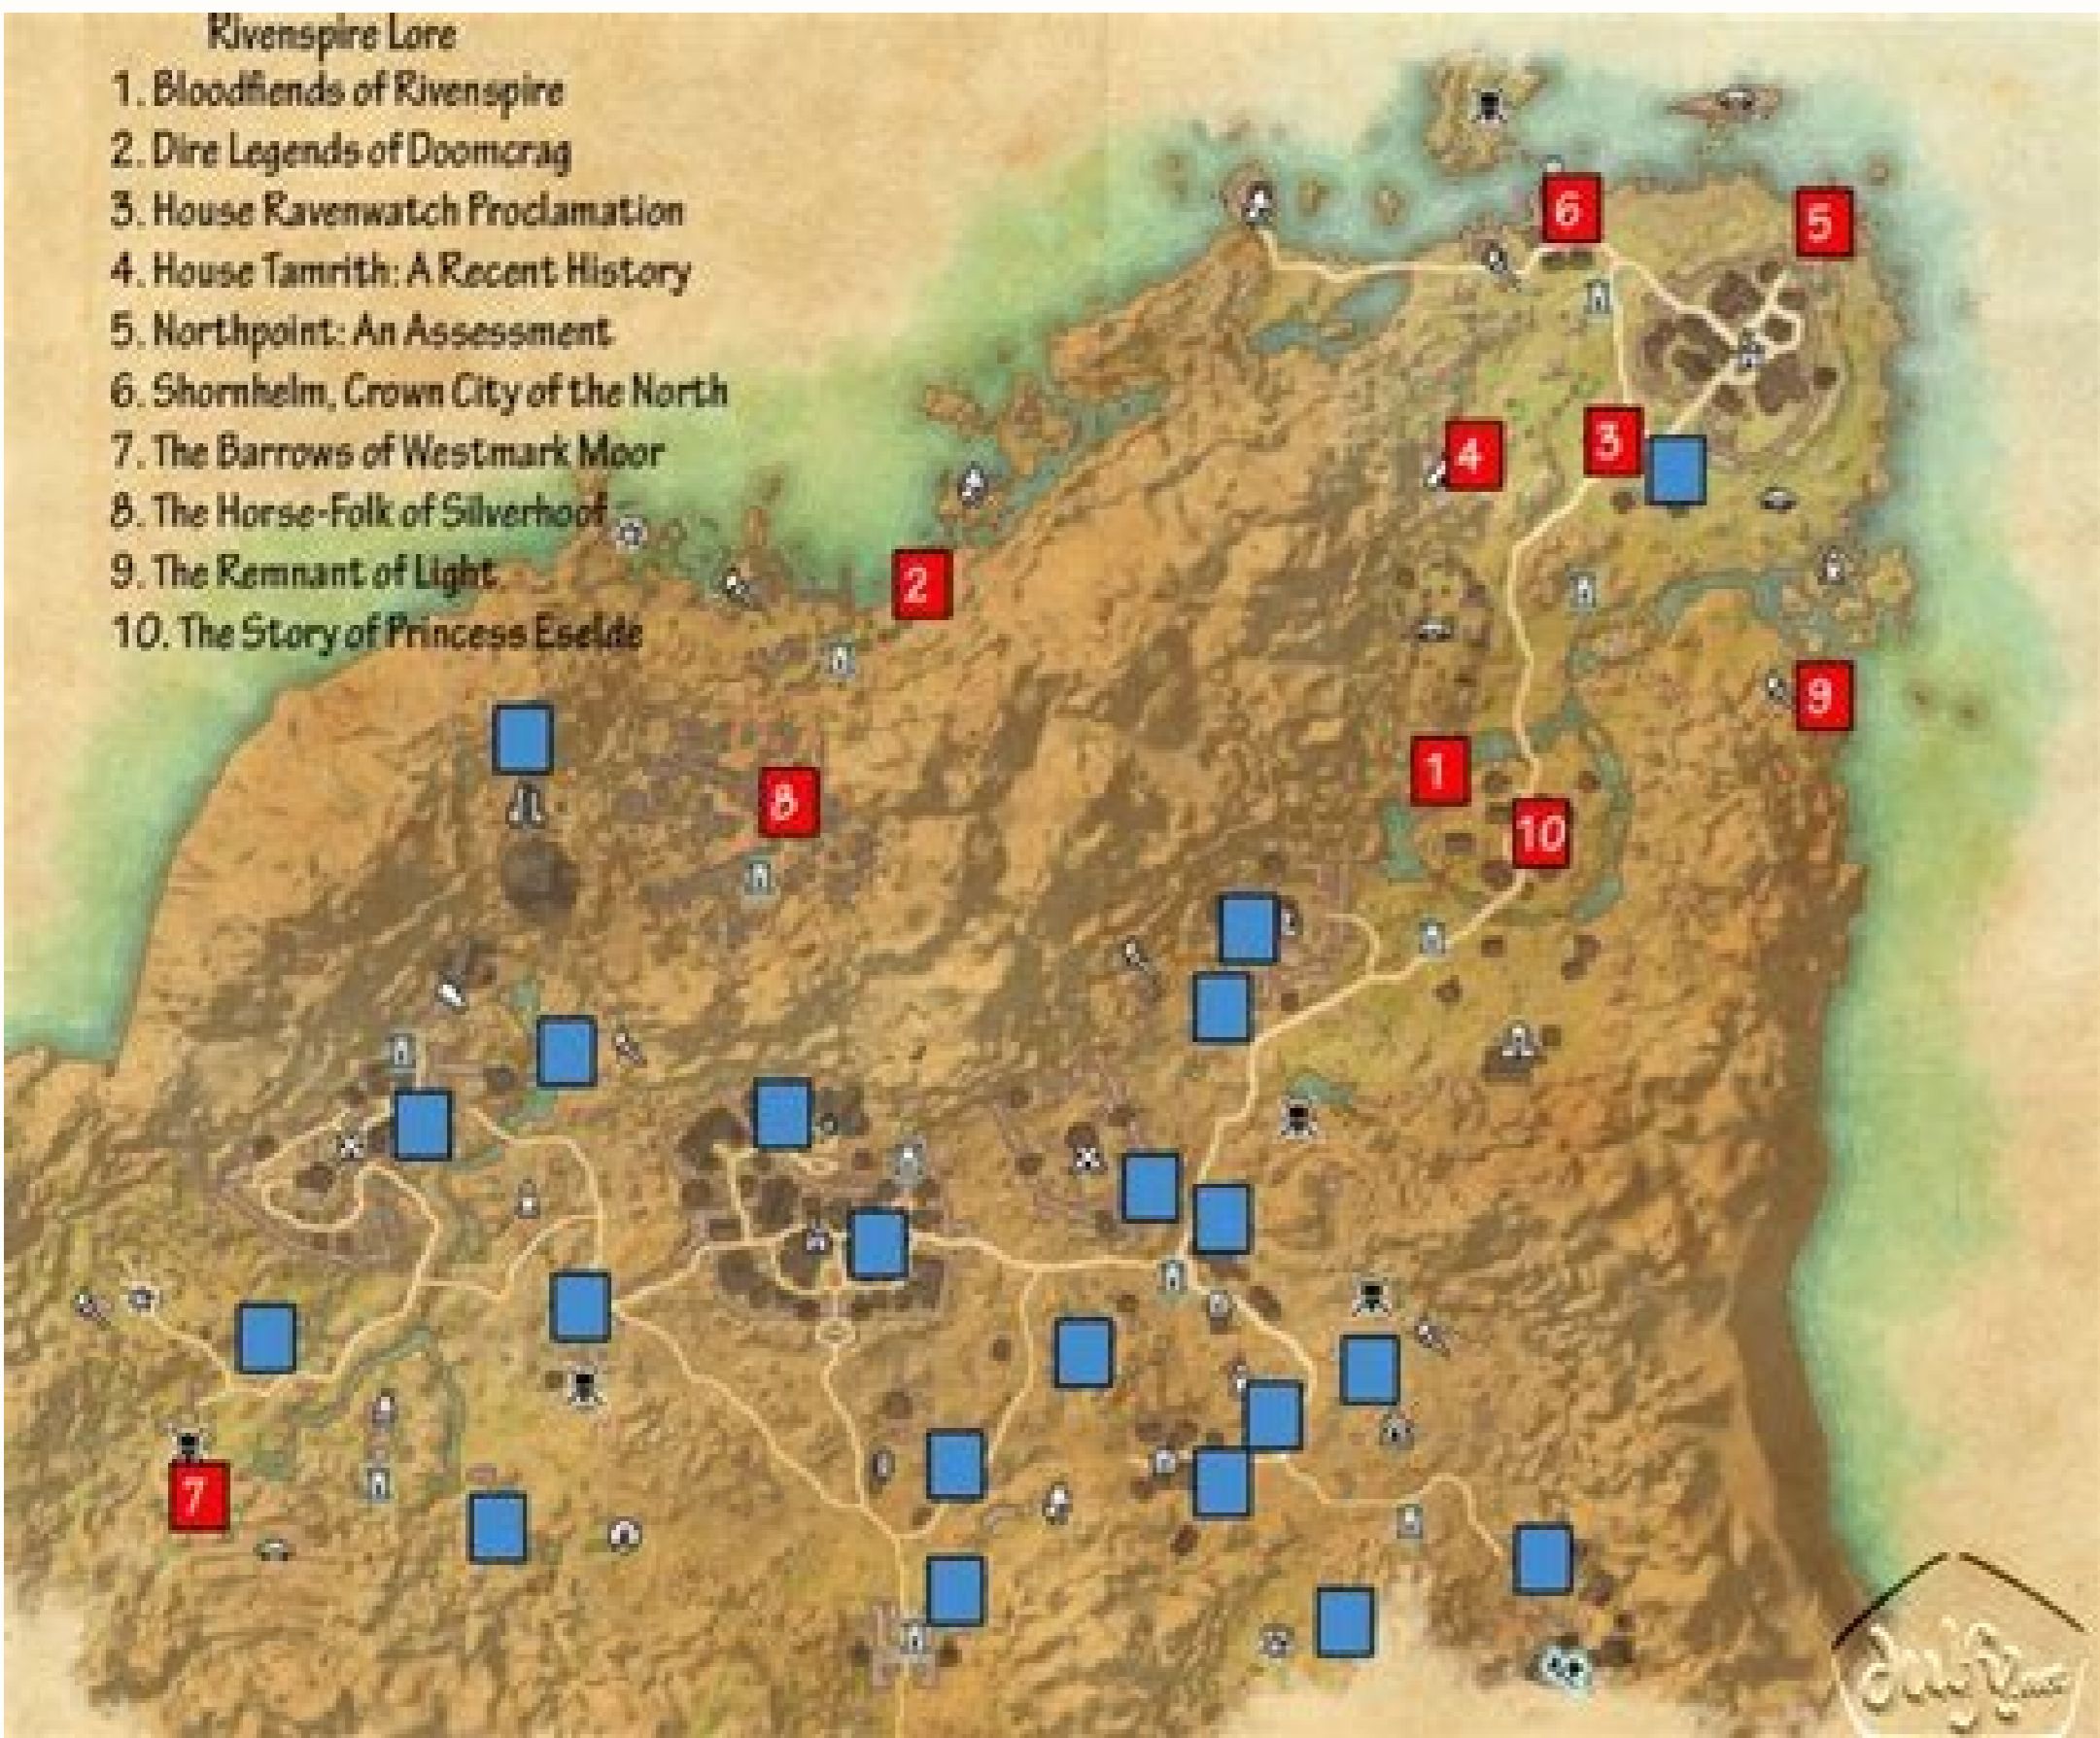 Rivenspire Lore
1. Bloodfiends of Rivenspire
2. Dire Legends of Doomcrag
3. House Ravenwatch Proclamation
4. House Tamrith: A Recent History
5. Northpoint: An Assessment
6. Shornhelm, Crown City of the North
7. The Barrows of Westmark Moor
8. The Horse-Folk of Silverhoof
9. The Remnant of Light
10. The Story of Princess Eselde
6
5
4
3
2
9
1
8
10
7